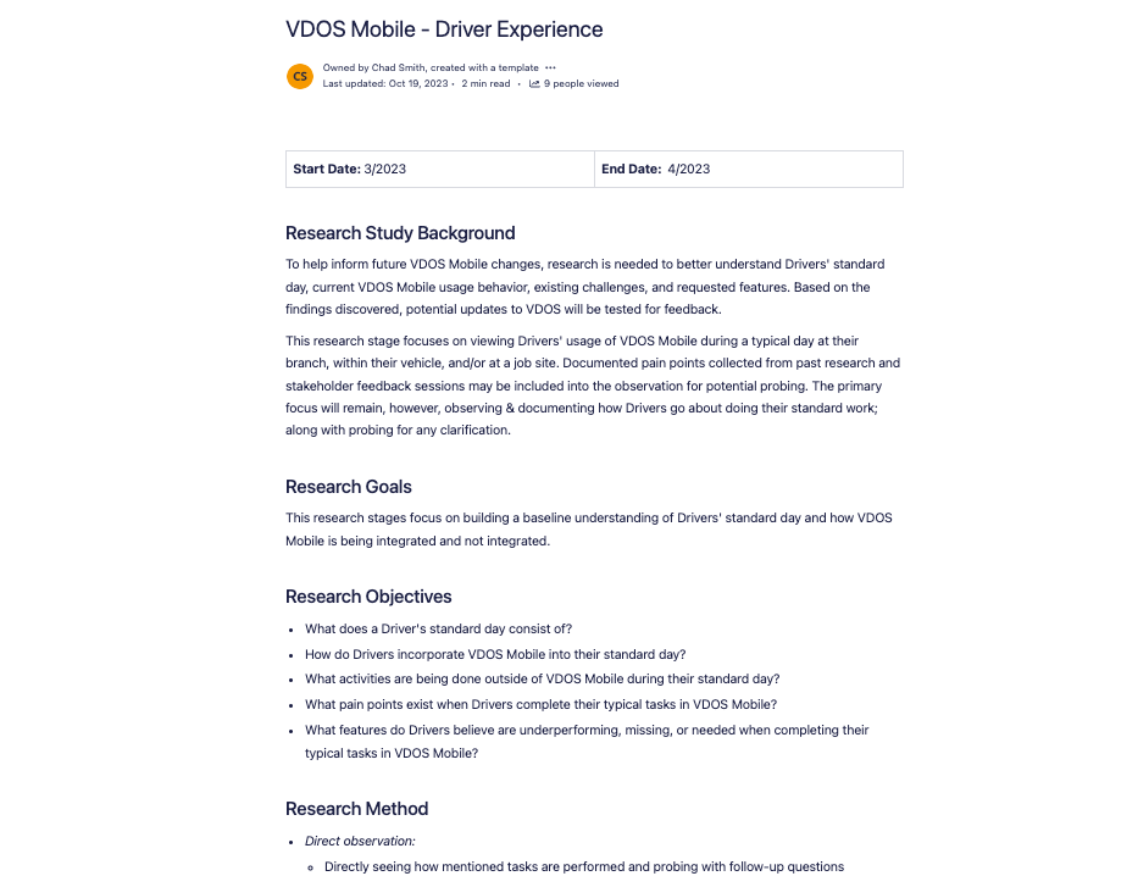 VDOS Mobile - Driver Experience
CS
Owned by Chad Smith, created with a template •••
Last updated: Oct 19, 2023 • 2 min read • 9 people viewed
Start Date: 3/2023
End Date: 4/2023
Research Study Background
To help inform future VDOS Mobile changes, research is needed to better understand Drivers' standard
day, current VDOS Mobile usage behavior, existing challenges, and requested features. Based on the
findings discovered, potential updates to VDOS will be tested for feedback.
This research stage focuses on viewing Drivers' usage of VDOS Mobile during a typical day at their
branch, within their vehicle, and/or at a job site. Documented pain points collected from past research and
stakeholder feedback sessions may be included into the observation for potential probing. The primary
focus will remain, however, observing & documenting how Drivers go about doing their standard work;
along with probing for any clarification.
Research Goals
This research stages focus on building a baseline understanding of Drivers' standard day and how VDOS
Mobile is being integrated and not integrated.
Research Objectives
• What does a Driver's standard day consist of?
• How do Drivers incorporate VDOS Mobile into their standard day?
• What activities are being done outside of VDOS Mobile during their standard day?
• What pain points exist when Drivers complete their typical tasks in VDOS Mobile?
• What features do Drivers believe are underperforming, missing, or needed when completing their
typical tasks in VDOS Mobile?
Research Method
• Direct observation:
◦ Directly seeing how mentioned tasks are performed and probing with follow-up questions